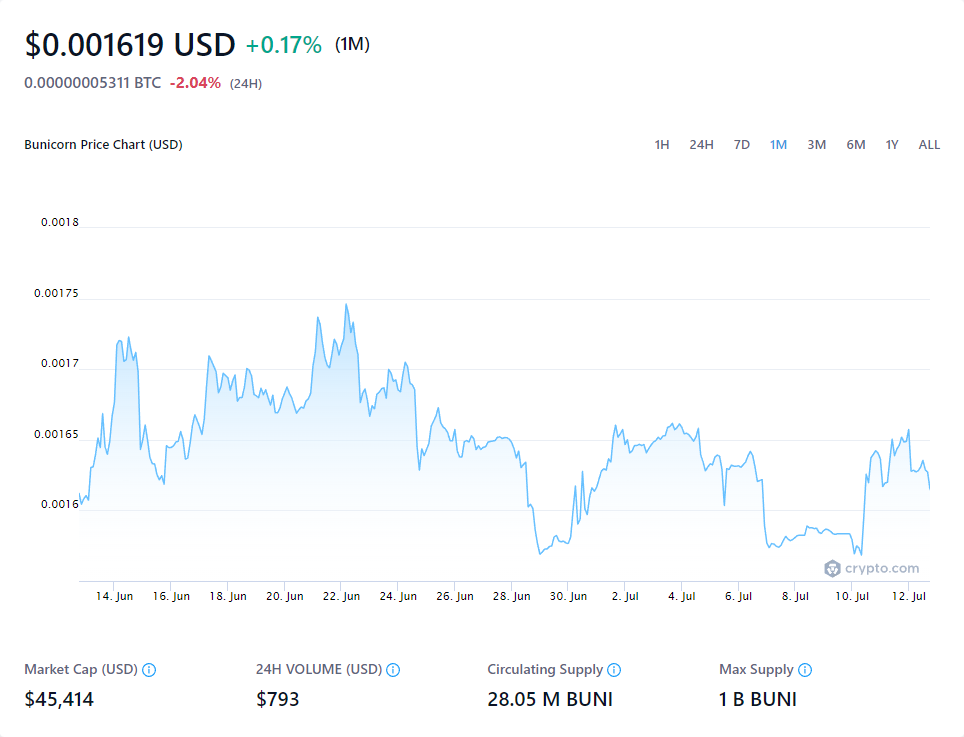 $0.001619 USD +0.17% (1M)
0.00000005311 BTC -2.04% (24H)
Bunicorn Price Chart (USD) 1H 24H 7D 1M 3M 6M 1Y ALL
0.0018
0.00175
0.0017
0.00165
0.0016
crypto.com
14. Jun 16. Jun 18. Jun 20. Jun 22. Jun 24. Jun 26. Jun 28. Jun 30. Jun 2. Jul 4. Jul 6. Jul 8. Jul 10. Jul 12. Jul
Market Cap (USD) 24H VOLUME (USD) Circulating Supply Max Supply
$45,414 $793 28.05 M BUNI 1 B BUNI